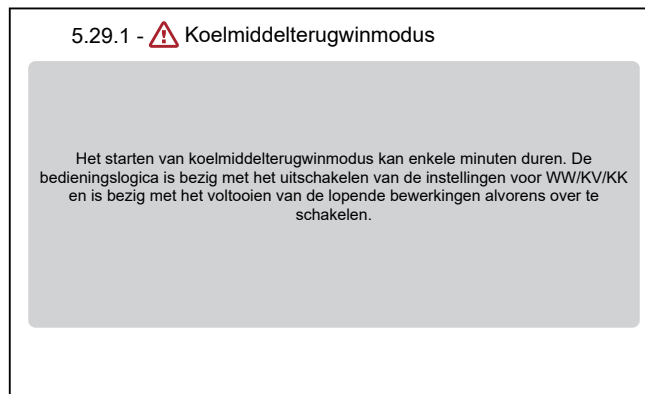 5.29.1 - Koelmiddelterugwinmodus
Het starten van koelmiddelterugwinmodus kan enkele minuten duren. De
bedieningslogica is bezig met het uitschakelen van de instellingen voor WW/KV/KK
en is bezig met het voltooien van de lopende bewerkingen alvorens over te
schakelen.